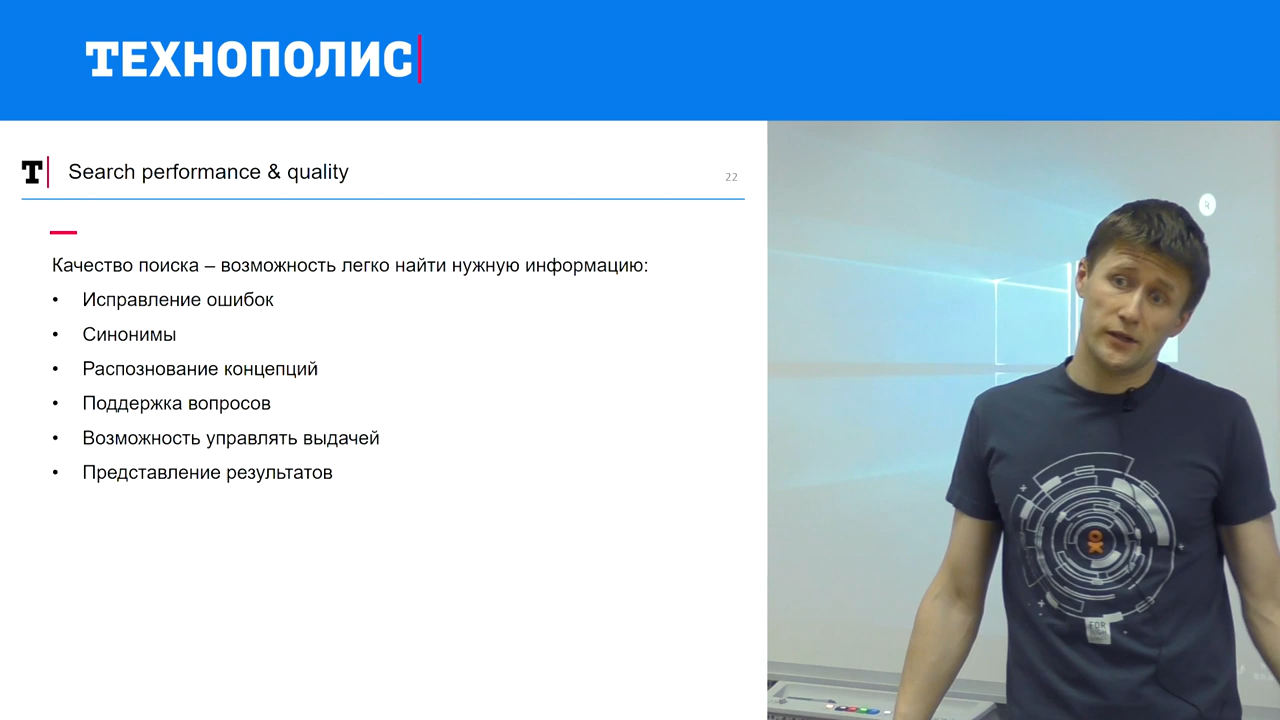 ТЕХНОПОЛИС
Т
Search performance & quality
22
Качество поиска – возможность легко найти нужную информацию:
• Исправление ошибок
• Синонимы
• Распознование концепций
• Поддержка вопросов
• Возможность управлять выдачей
• Представление результатов
FOR